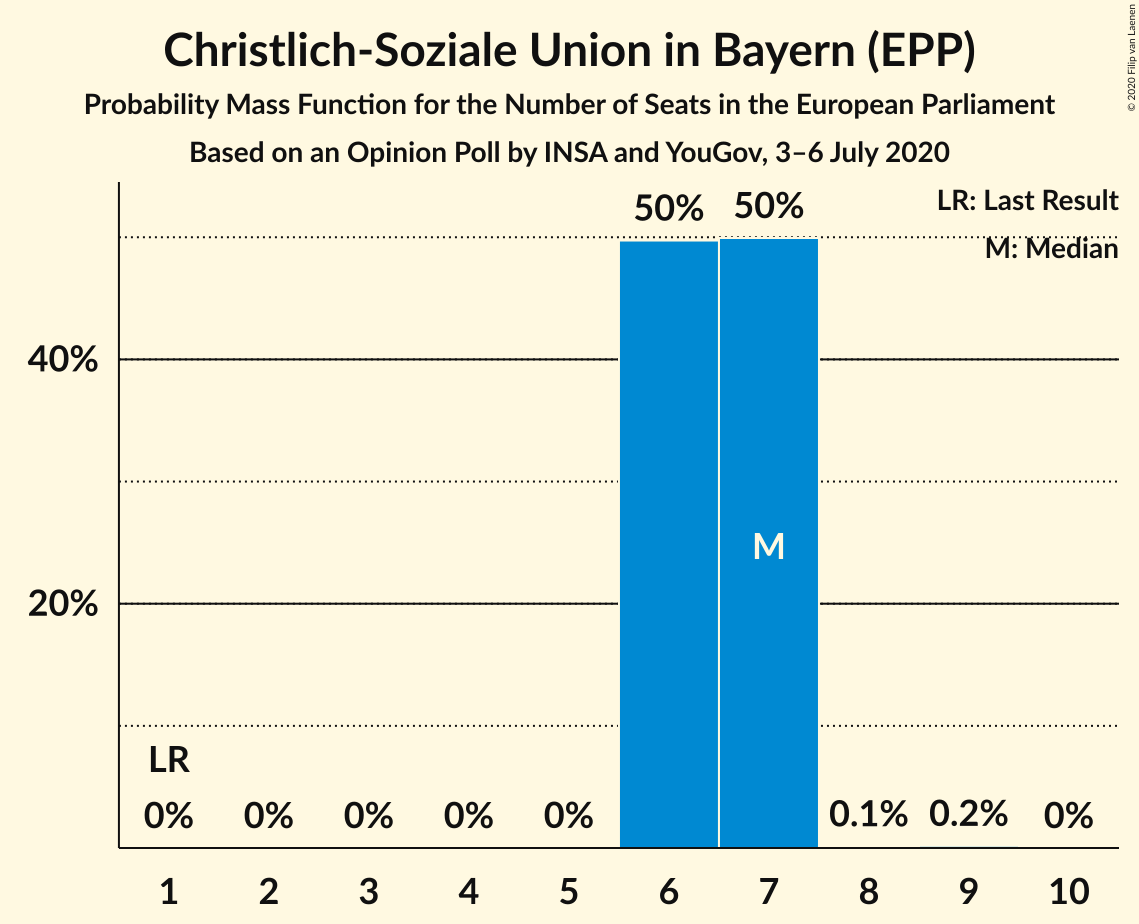 Christlich-Soziale Union in Bayern (EPP)
Probability Mass Function for the Number of Seats in the European Parliament
Based on an Opinion Poll by INSA and YouGov, 3–6 July 2020
© 2020 Filip van Laenen
LR: Last Result
M: Median
50% 50%
40%
M
20%
LR
0% 0% 0% 0% 0% 0.1% 0.2% 0%
1 2 3 4 5 6 7 8 9 10